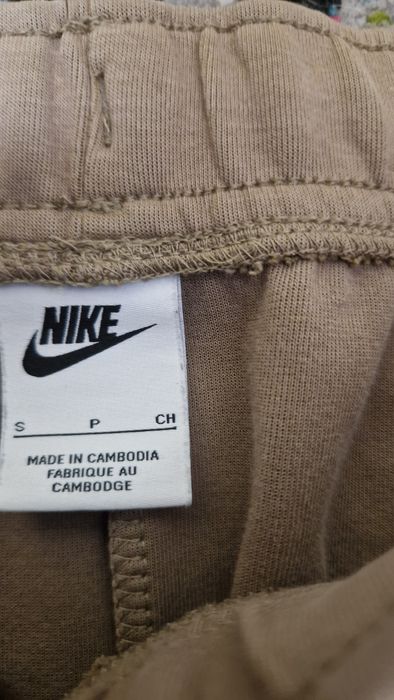 NIKE
S P CH
MADE IN CAMBODIA
FABRIQUE AU
CAMBODGE